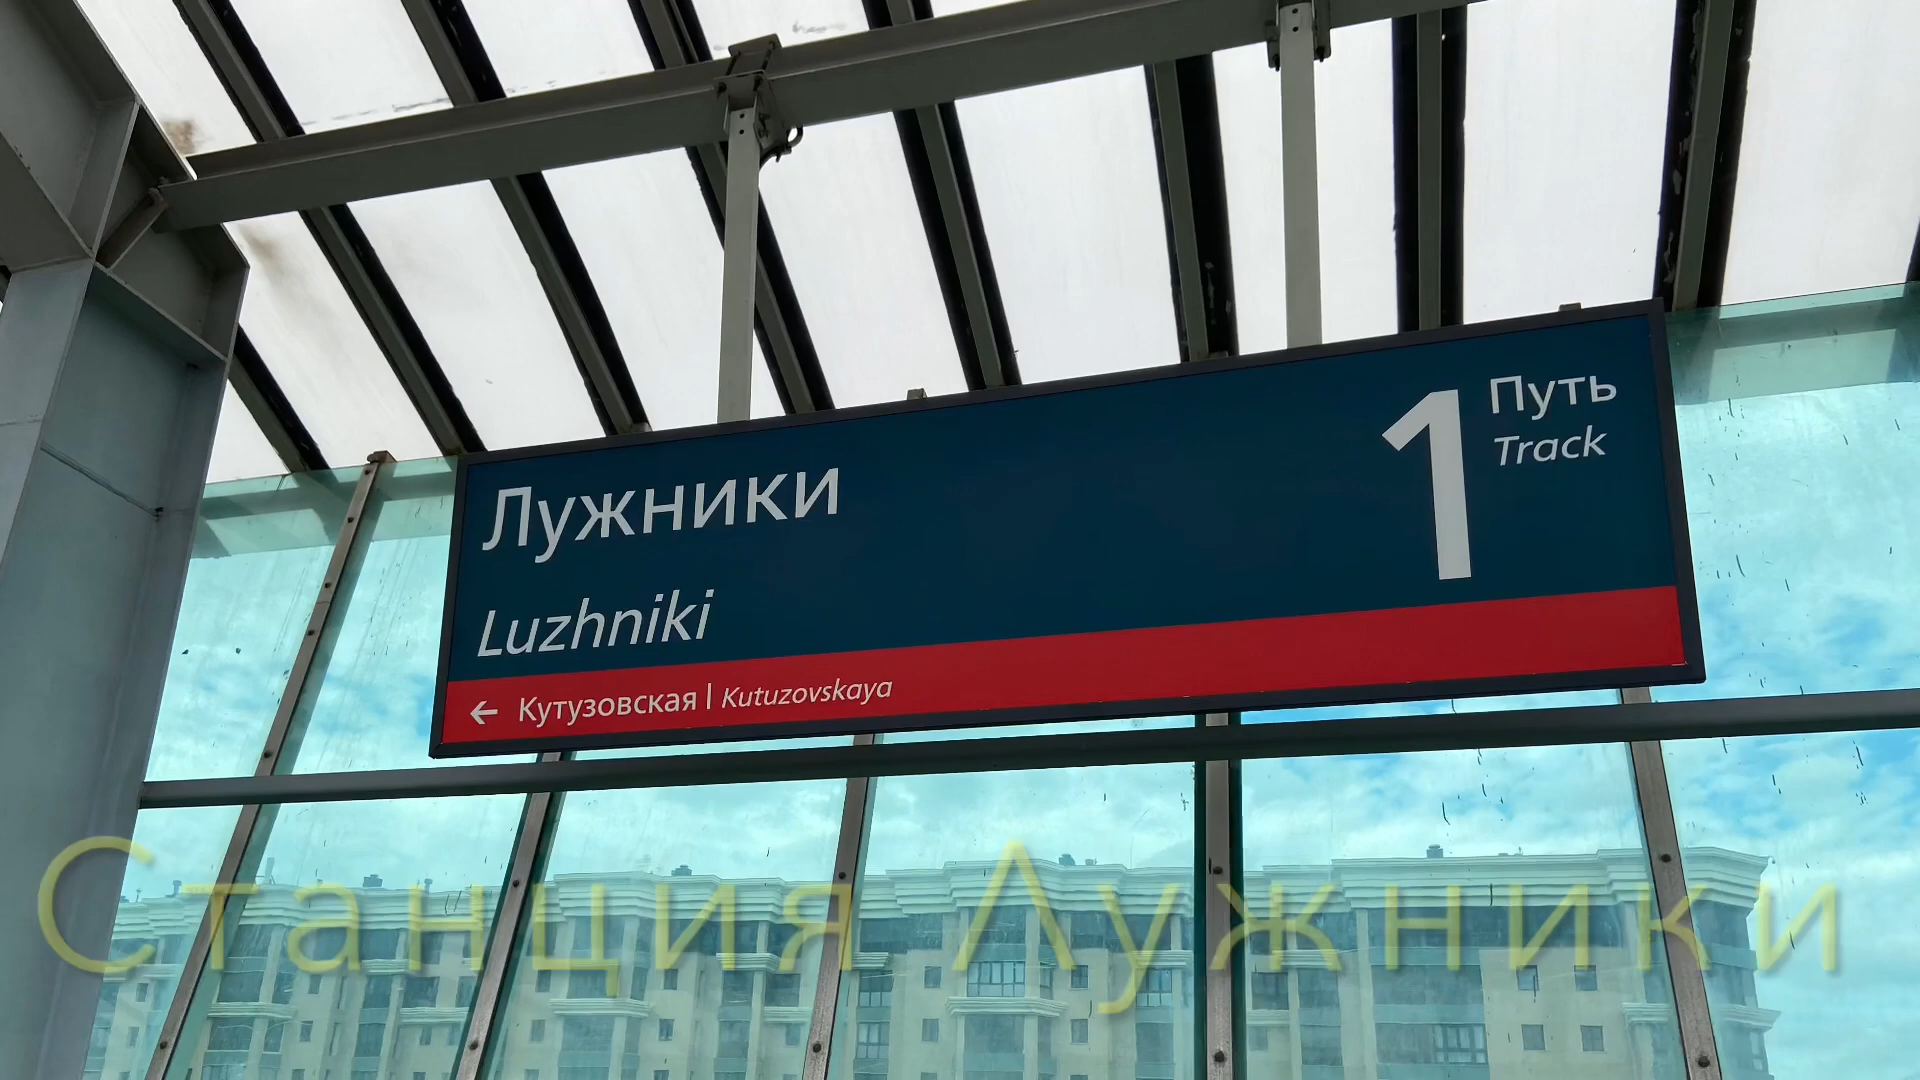 Лужники
Luzhniki
1 Путь
Track
← Кутузовская | Kutuzovskaya
Станция Лужники